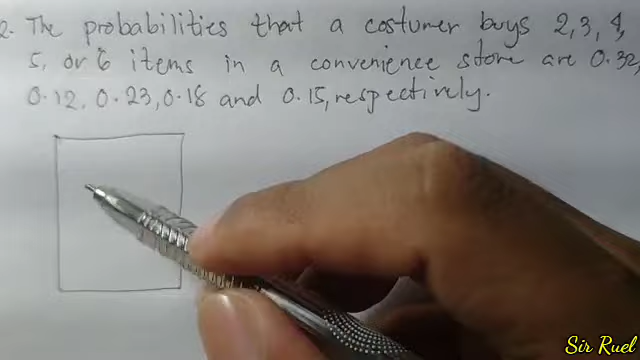 2. The probabilities that a costumer buys 2, 3, 4,
5, or 6 items in a convenience store are 0.32,
0.12, 0.23, 0.18 and 0.15, respectively.
Sir Ruel